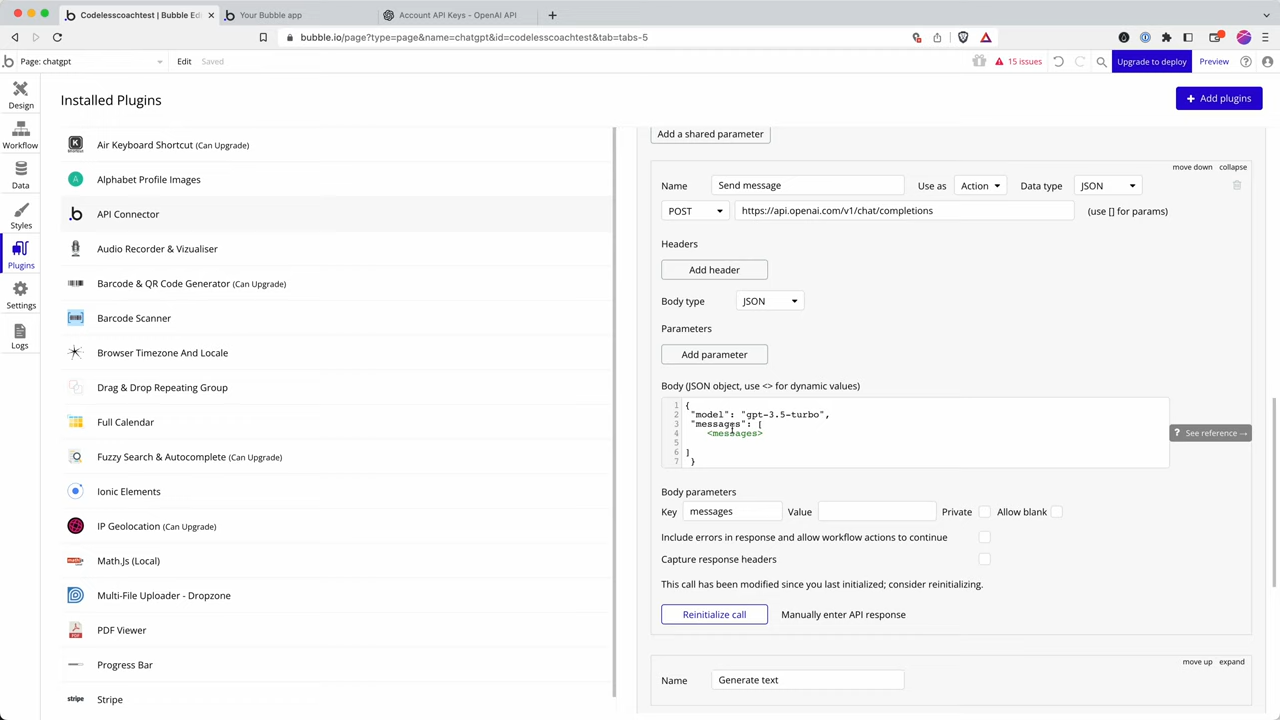 Codelesscoachtest | Bubble Ed
Your Bubble app
Account API Keys - OpenAI API
bubble.io/page?type=page&name=chatgpt&id=codelesscoachtest&tab=tabs-5
Page: chatgpt
Edit
Saved
15 issues
Upgrade to deploy
Preview
Design
Workflow
Data
Styles
Plugins
Settings
Logs
Installed Plugins
Add plugins
Air Keyboard Shortcut (Can Upgrade)
Alphabet Profile Images
API Connector
Audio Recorder & Vizualiser
Barcode & QR Code Generator (Can Upgrade)
Barcode Scanner
Browser Timezone And Locale
Drag & Drop Repeating Group
Full Calendar
Fuzzy Search & Autocomplete (Can Upgrade)
Ionic Elements
IP Geolocation (Can Upgrade)
Math.Js (Local)
Multi-File Uploader - Dropzone
PDF Viewer
Progress Bar
stripe Stripe
Add a shared parameter
move down collapse
Name Send message Use as Action Data type JSON
POST https://api.openai.com/v1/chat/completions (use [] for params)
Headers
Add header
Body type JSON
Parameters
Add parameter
Body (JSON object, use <> for dynamic values)
1 {
2 "model": "gpt-3.5-turbo",
3 "messages": [
4 <messages>
5
6 ]
7 }
? See reference →
Body parameters
Key messages Value Private Allow blank
Include errors in response and allow workflow actions to continue
Capture response headers
This call has been modified since you last initialized; consider reinitializing.
Reinitialize call Manually enter API response
move up expand
Name Generate text